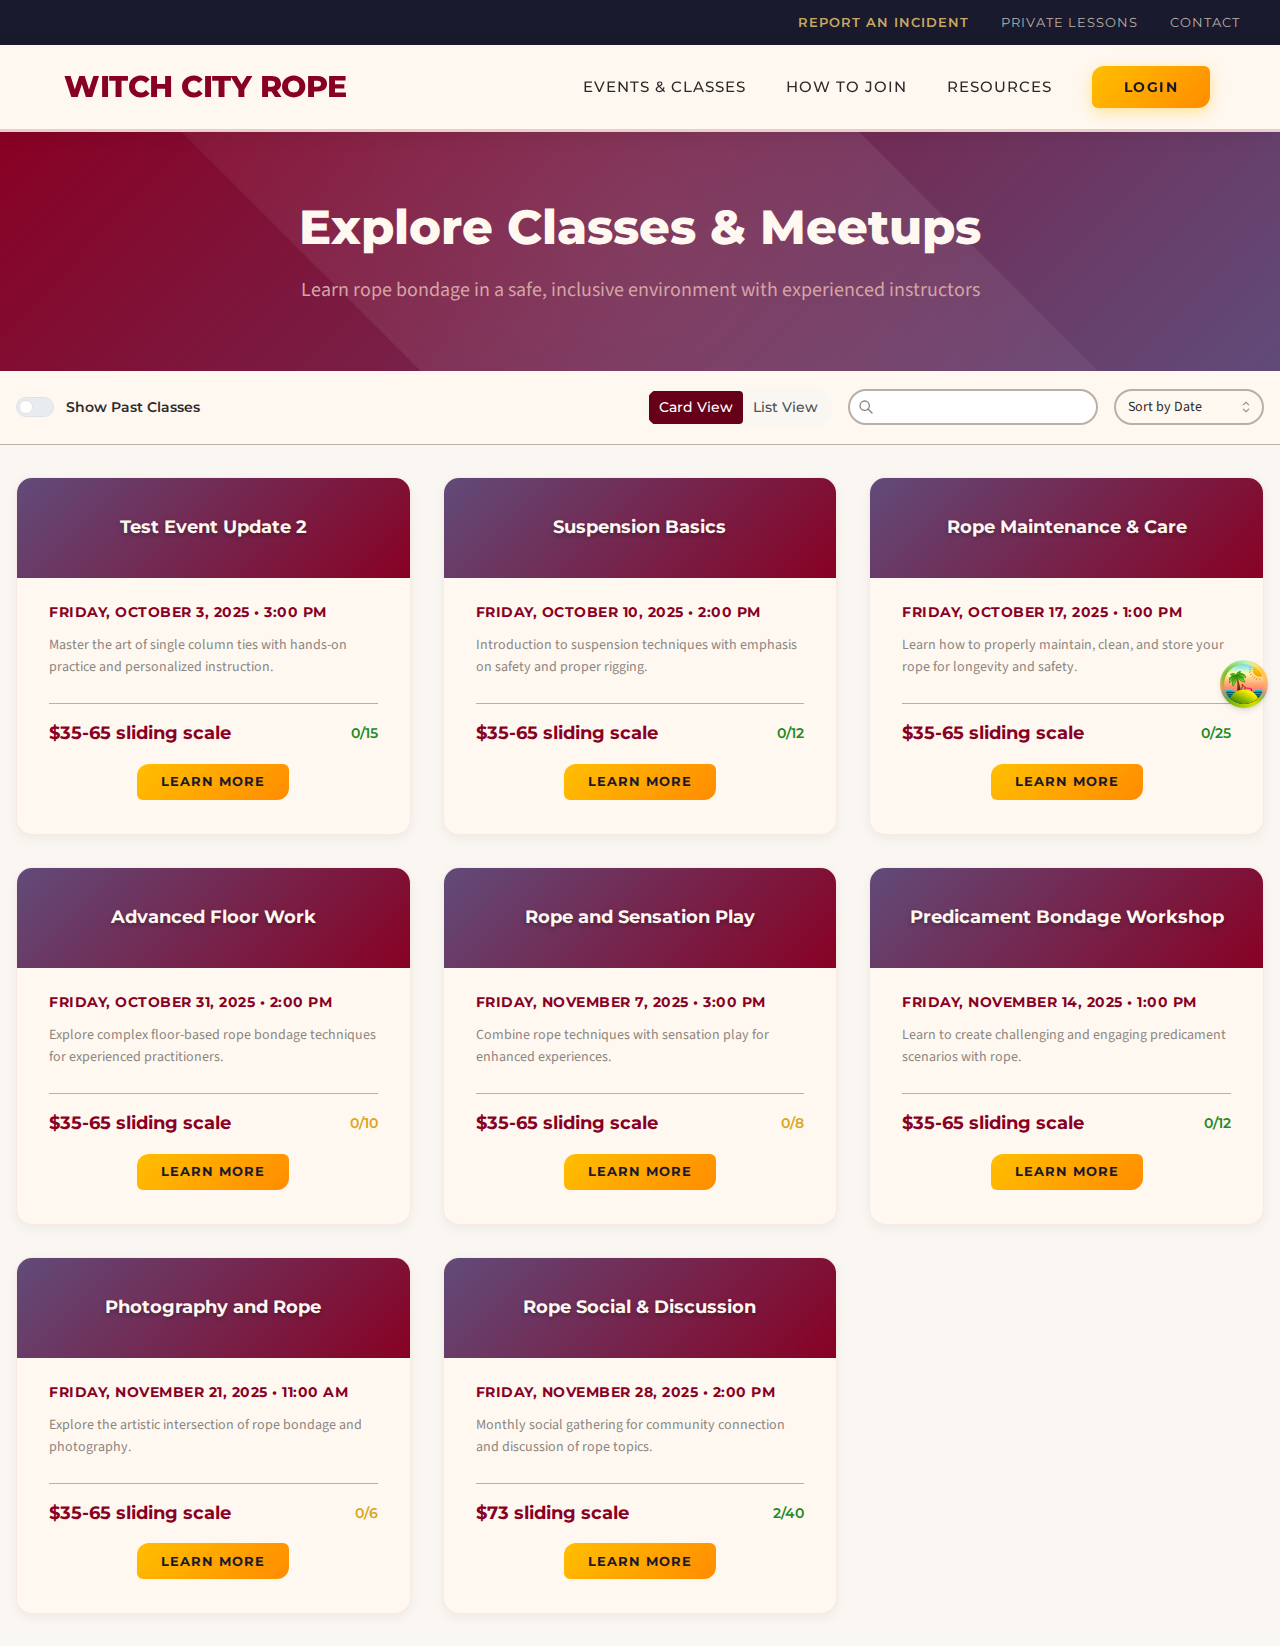 REPORT AN INCIDENT PRIVATE LESSONS CONTACT
WITCH CITY ROPE EVENTS & CLASSES HOW TO JOIN RESOURCES LOGIN
Explore Classes & Meetups
Learn rope bondage in a safe, inclusive environment with experienced instructors
Show Past Classes Card View List View Sort by Date
Test Event Update 2
FRIDAY, OCTOBER 3, 2025 • 3:00 PM
Master the art of single column ties with hands-on
practice and personalized instruction.
$35-65 sliding scale 0/15
LEARN MORE
Suspension Basics
FRIDAY, OCTOBER 10, 2025 • 2:00 PM
Introduction to suspension techniques with emphasis
on safety and proper rigging.
$35-65 sliding scale 0/12
LEARN MORE
Rope Maintenance & Care
FRIDAY, OCTOBER 17, 2025 • 1:00 PM
Learn how to properly maintain, clean, and store your
rope for longevity and safety.
$35-65 sliding scale 0/25
LEARN MORE
Advanced Floor Work
FRIDAY, OCTOBER 31, 2025 • 2:00 PM
Explore complex floor-based rope bondage techniques
for experienced practitioners.
$35-65 sliding scale 0/10
LEARN MORE
Rope and Sensation Play
FRIDAY, NOVEMBER 7, 2025 • 3:00 PM
Combine rope techniques with sensation play for
enhanced experiences.
$35-65 sliding scale 0/8
LEARN MORE
Predicament Bondage Workshop
FRIDAY, NOVEMBER 14, 2025 • 1:00 PM
Learn to create challenging and engaging predicament
scenarios with rope.
$35-65 sliding scale 0/12
LEARN MORE
Photography and Rope
FRIDAY, NOVEMBER 21, 2025 • 11:00 AM
Explore the artistic intersection of rope bondage and
photography.
$35-65 sliding scale 0/6
LEARN MORE
Rope Social & Discussion
FRIDAY, NOVEMBER 28, 2025 • 2:00 PM
Monthly social gathering for community connection
and discussion of rope topics.
$73 sliding scale 2/40
LEARN MORE